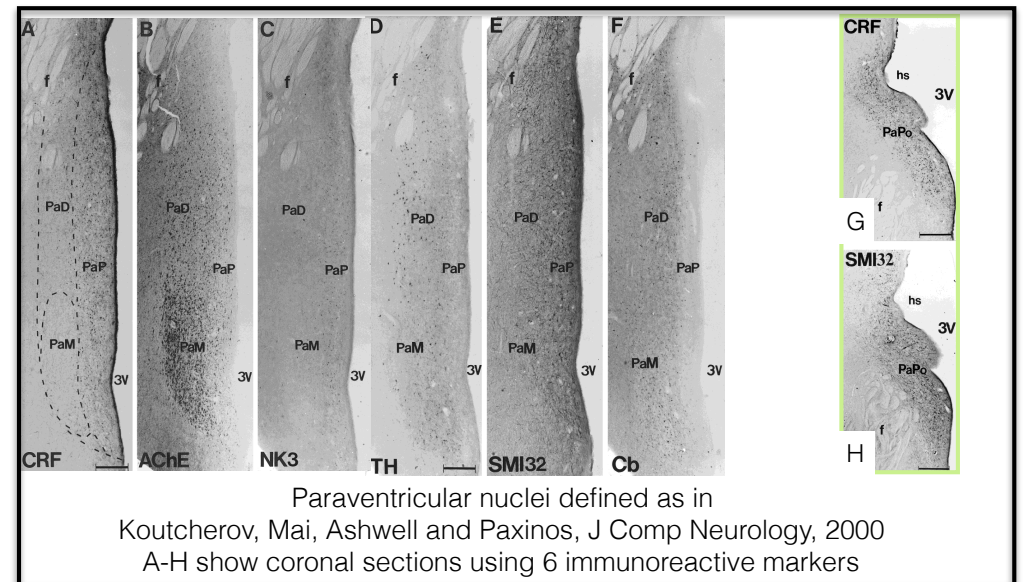 A
f
PaD
PaP
PaM
3V
CRF
B
f
PaD
PaP
PaM
3V
AChE
C
f
PaD
PaP
PaM
3V
NK3
D
f
PaD
PaP
PaM
3V
TH
E
f
PaD
PaP
PaM
3V
SMI32
F
f
PaD
PaP
PaM
3V
Cb
CRF
hs
3V
PaPo
f
G
SMI32
hs
3V
PaPo
f
H
Paraventricular nuclei defined as in
Koutcherov, Mai, Ashwell and Paxinos, J Comp Neurology, 2000
A-H show coronal sections using 6 immunoreactive markers